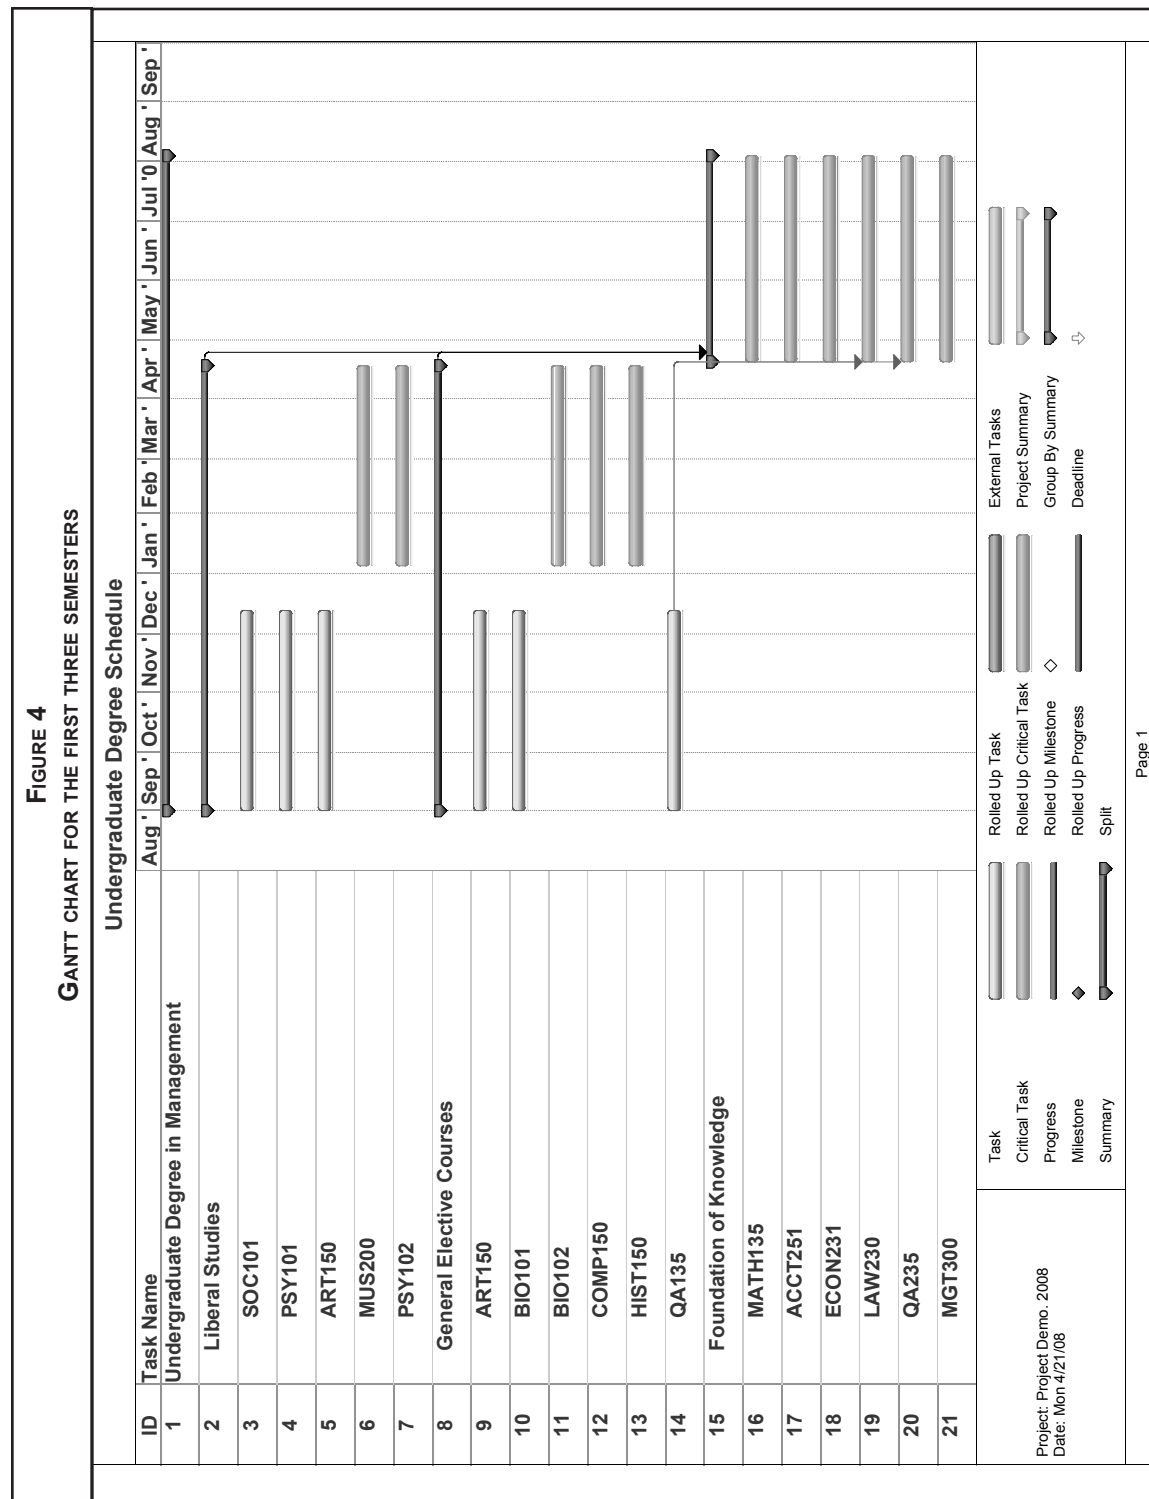 FIGURE 4
GANTT CHART FOR THE FIRST THREE SEMESTERS
Undergraduate Degree Schedule
ID Task Name Aug ' Sep ' Oct ' Nov ' Dec ' Jan ' Feb ' Mar ' Apr ' May ' Jun ' Jul '0 Aug ' Sep '
1 Undergraduate Degree in Management
2 Liberal Studies
3 SOC101
4 PSY101
5 ART150
6 MUS200
7 PSY102
8 General Elective Courses
9 ART150
10 BIO101
11 BIO102
12 COMP150
13 HIST150
14 QA135
15 Foundation of Knowledge
16 MATH135
17 ACCT251
18 ECON231
19 LAW230
20 QA235
21 MGT300
Project: Project Demo. 2008
Date: Mon 4/21/08
Task Rolled Up Task External Tasks
Critical Task Rolled Up Critical Task Project Summary
Progress Rolled Up Milestone Group By Summary
Milestone Rolled Up Progress Deadline
Summary Split
Page 1